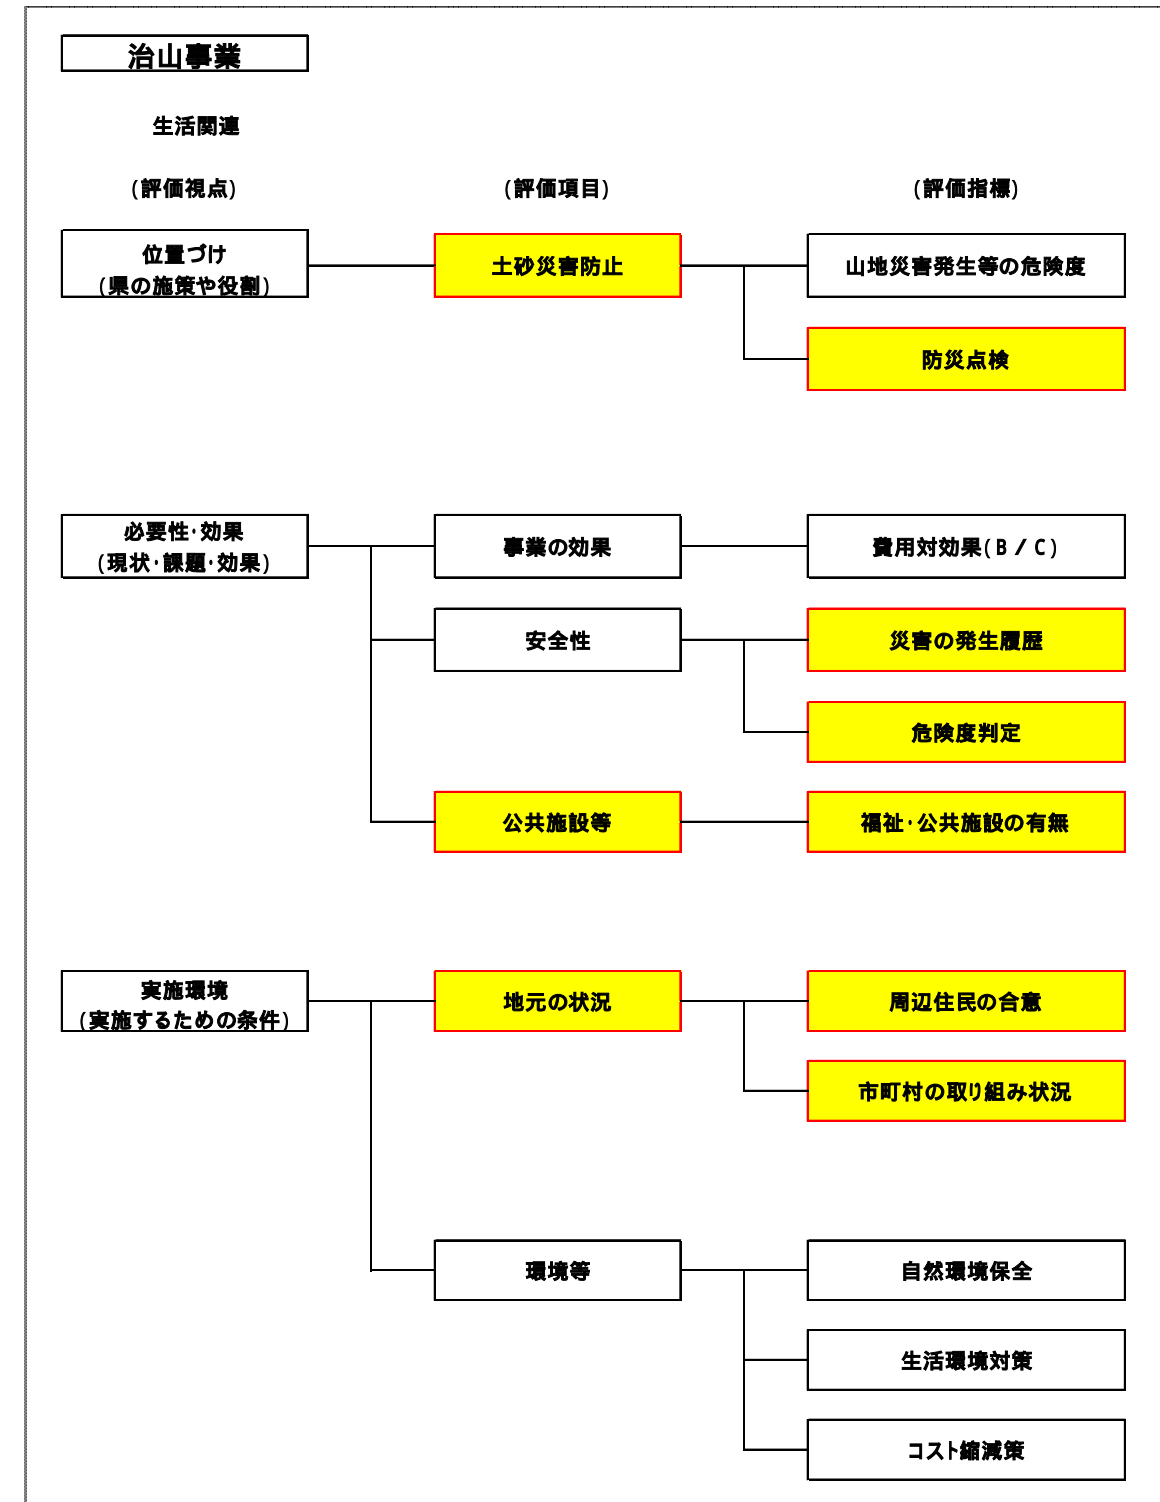 治山事業
生活関連
(評価視点) (評価項目) (評価指標)
位置づけ
(県の施策や役割)
土砂災害防止
山地災害発生等の危険度
防災点検
必要性・効果
(現状・課題・効果)
事業の効果
費用対効果(B/C)
安全性
災害の発生履歴
危険度判定
公共施設等
福祉・公共施設の有無
実施環境
(実施するための条件)
地元の状況
周辺住民の合意
市町村の取り組み状況
環境等
自然環境保全
生活環境対策
コスト縮減策